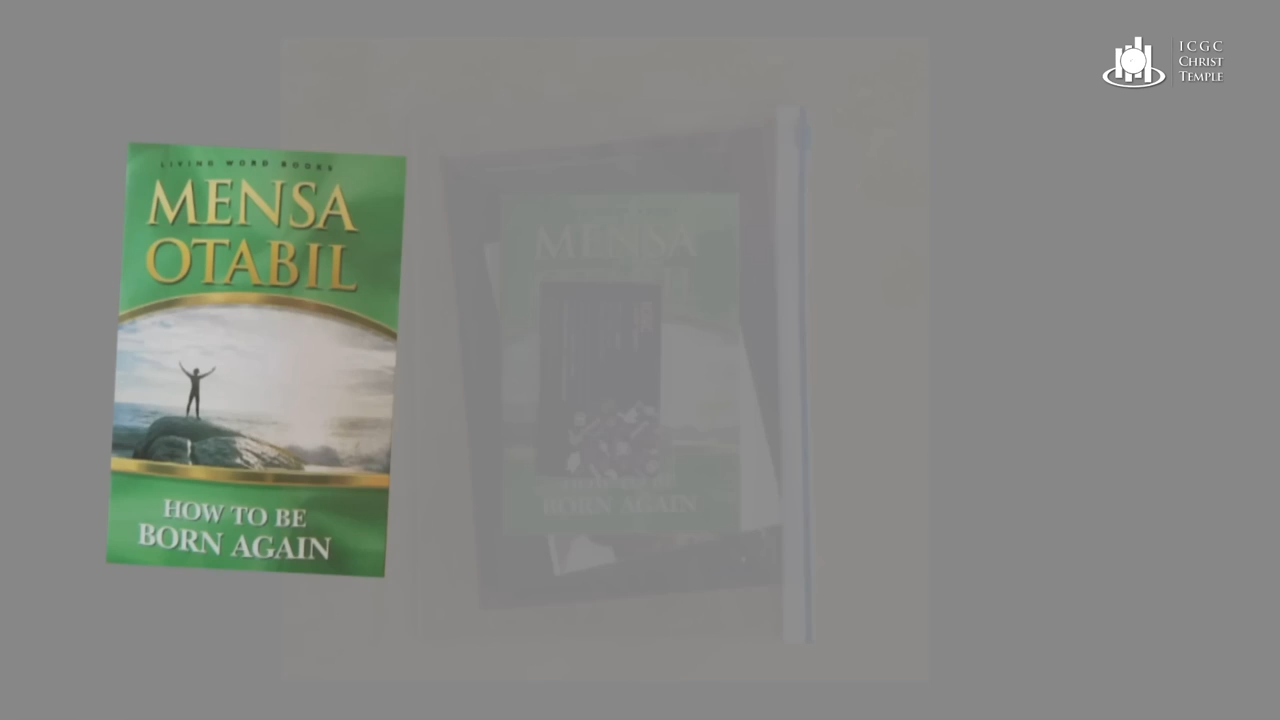 LIVING WORD BOOKS
MENSA
OTABIL
HOW TO BE
BORN AGAIN
MENSA
BORN AGAIN
ICGC
CHRIST
TEMPLE